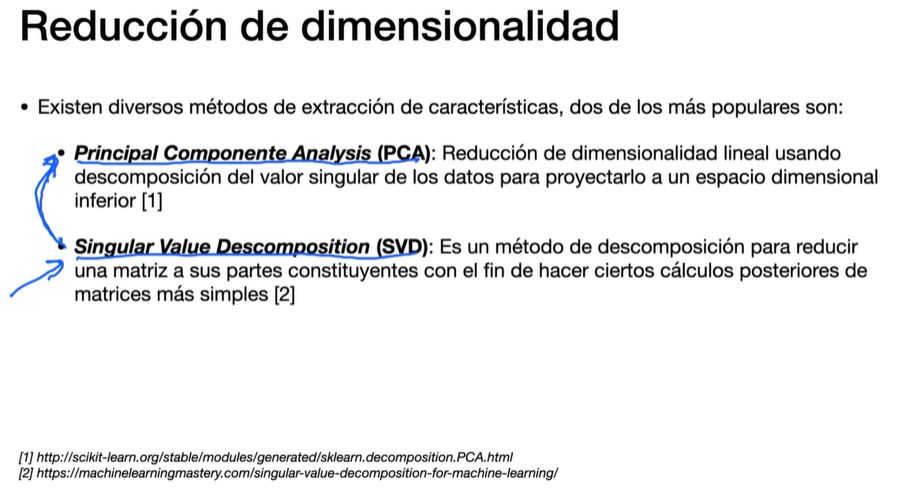 Reducción de dimensionalidad
• Existen diversos métodos de extracción de características, dos de los más populares son:
• Principal Componente Analysis (PCA): Reducción de dimensionalidad lineal usando
descomposición del valor singular de los datos para proyectarlo a un espacio dimensional
inferior [1]
• Singular Value Descomposition (SVD): Es un método de descomposición para reducir
una matriz a sus partes constituyentes con el fin de hacer ciertos cálculos posteriores de
matrices más simples [2]
[1] http://scikit-learn.org/stable/modules/generated/sklearn.decomposition.PCA.html
[2] https://machinelearningmastery.com/singular-value-decomposition-for-machine-learning/